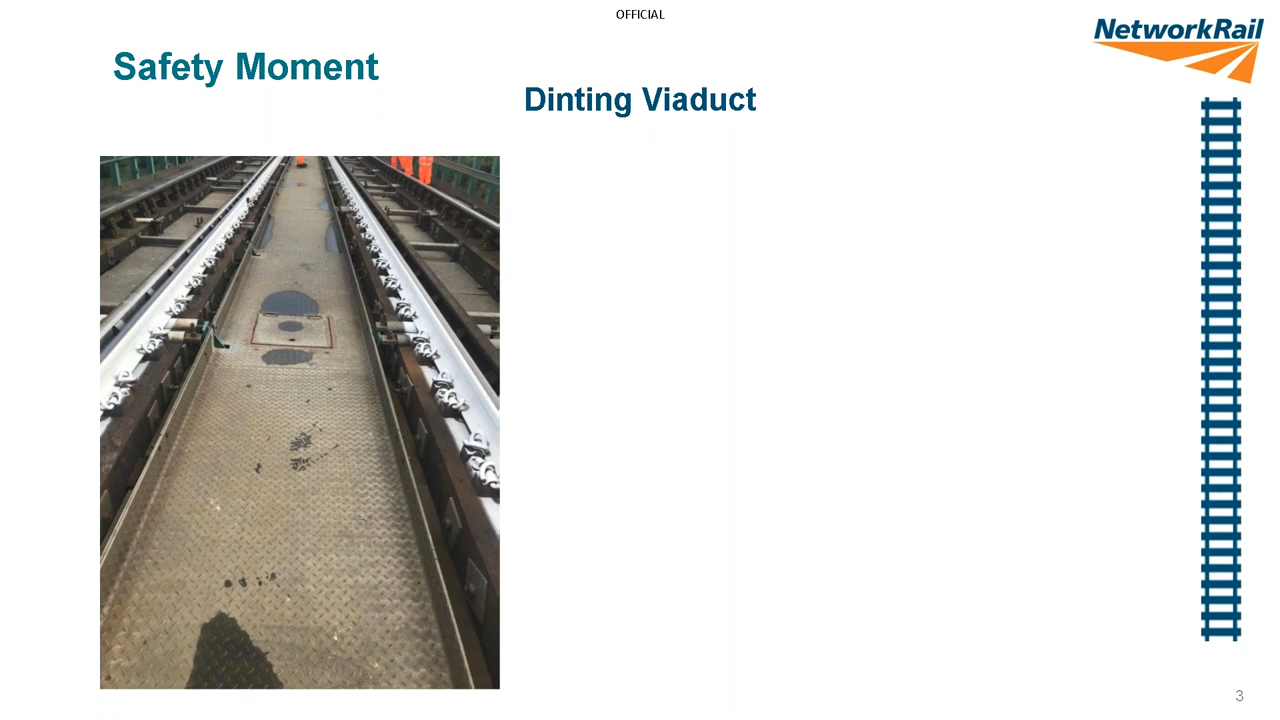 OFFICIAL
NetworkRail
Safety Moment
Dinting Viaduct
3